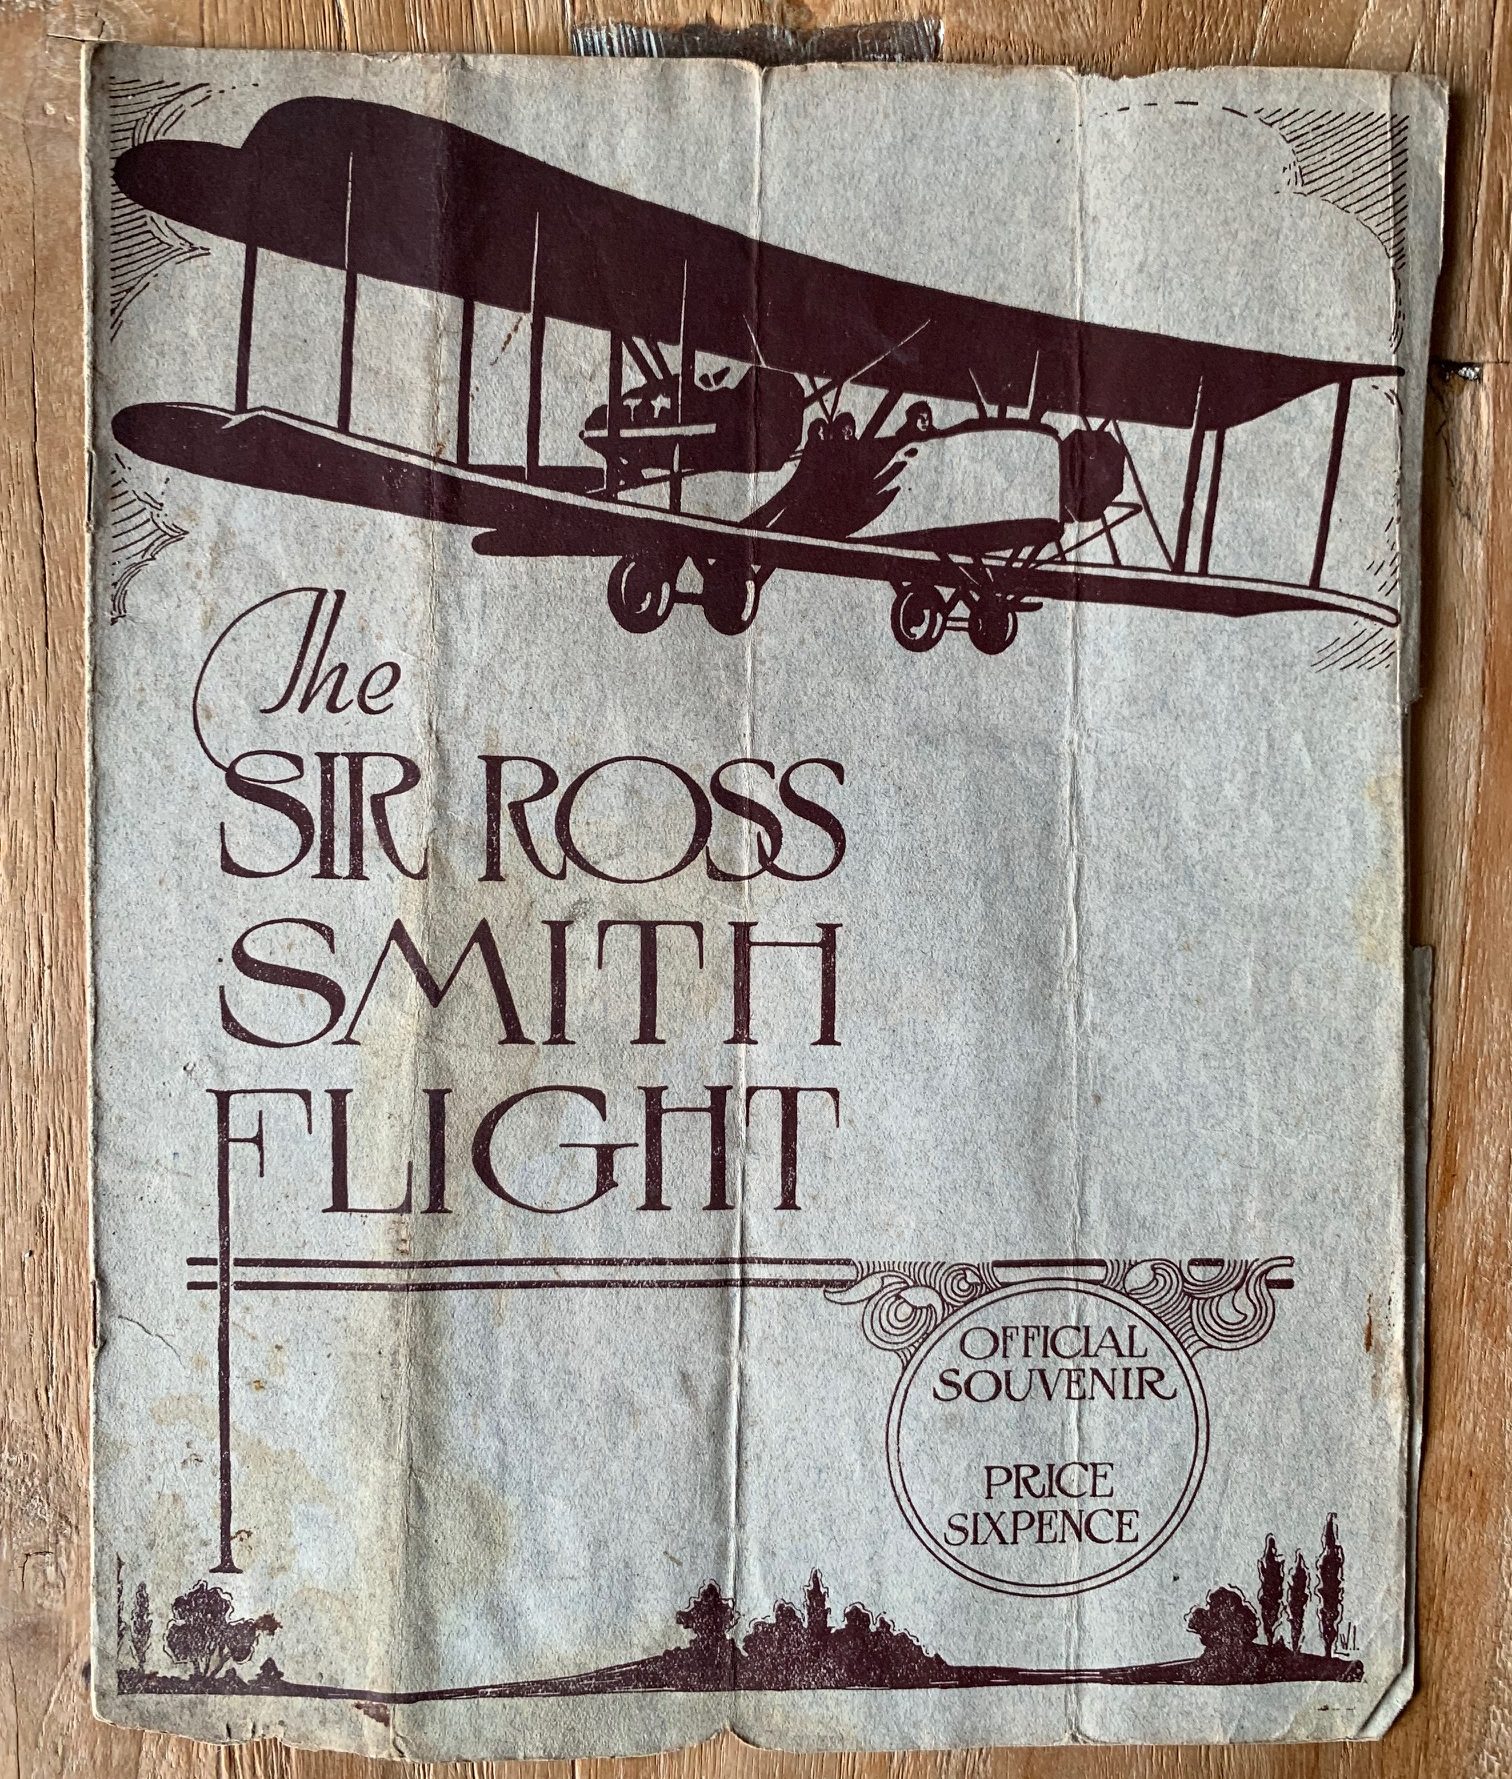 The
SIR ROSS
SMITH
FLIGHT
OFFICIAL
SOUVENIR
PRICE
SIXPENCE